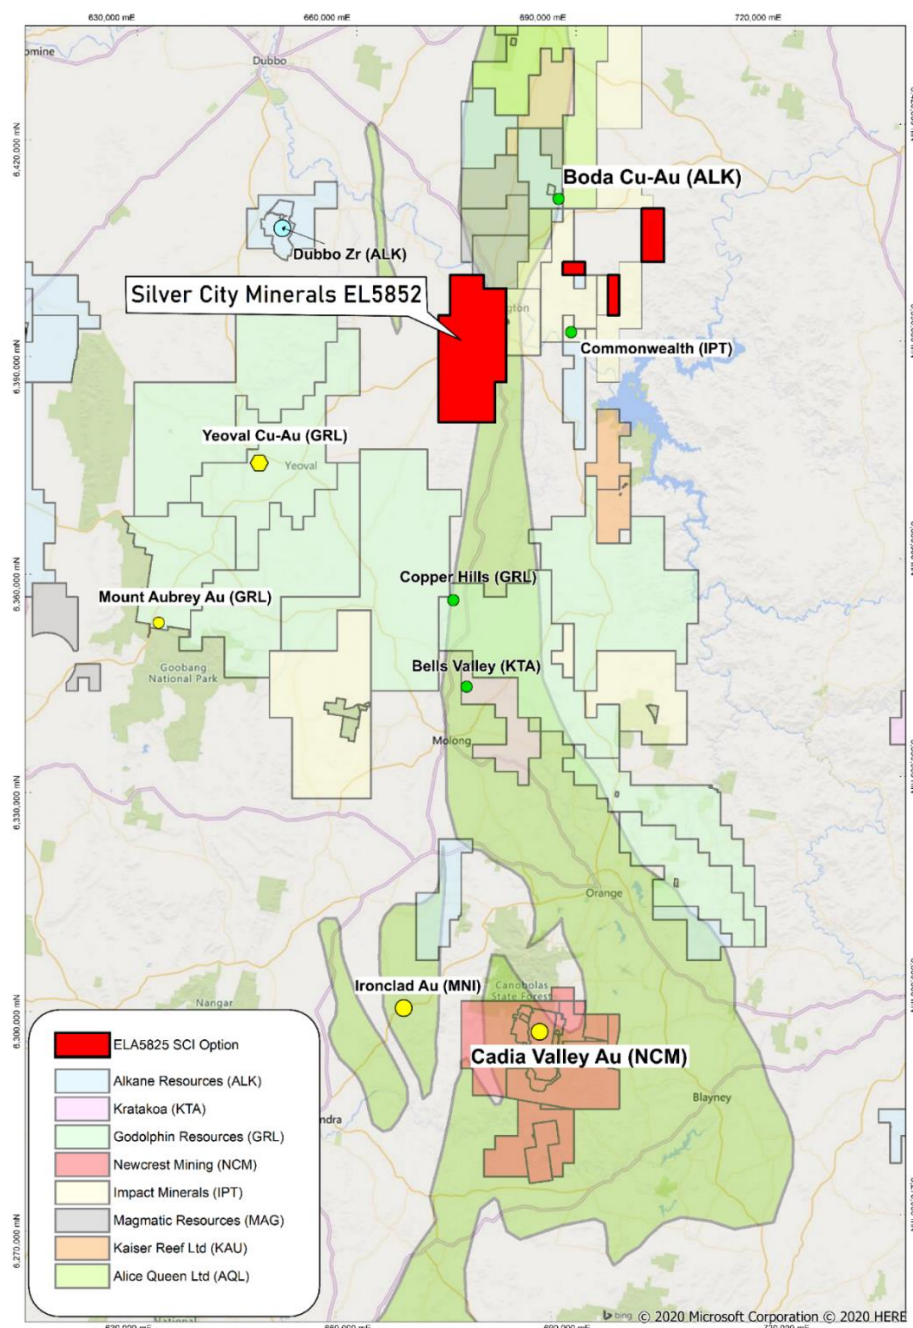 630,000 mE
660,000 mE
690,000 mE
720,000 mE
omine
Dubbo
6,420,000 mN
Boda Cu-Au (ALK)
Dubbo Zr (ALK)
Silver City Minerals EL5852
ngton
Commonwealth (IPT)
6,390,000 mN
Yeoval Cu-Au (GRL)
Yeoval
6,360,000 mN
Copper Hills (GRL)
Mount Aubrey Au (GRL)
Goobang
National Park
Bells Valley (KTA)
Molong
6,330,000 mN
Orange
Ironclad Au (MNI)
Canobolas
State Forest
Nangar
6,300,000 mN
Cadia Valley Au (NCM)
Blayney
ndra
ELA5825 SCI Option
Alkane Resources (ALK)
Kratakoa (KTA)
Godolphin Resources (GRL)
Newcrest Mining (NCM)
Impact Minerals (IPT)
Magmatic Resources (MAG)
Kaiser Reef Ltd (KAU)
Alice Queen Ltd (AQL)
6,270,000 mN
National
bing © 2020 Microsoft Corporation © 2020 HERE